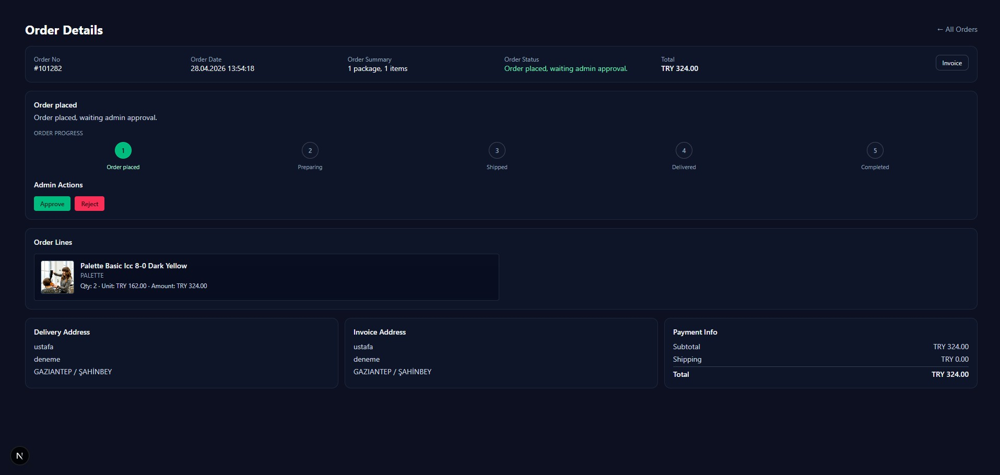 Order Details
← All Orders
Order No
#101282
Order Date
28.04.2026 13:54:18
Order Summary
1 package, 1 items
Order Status
Order placed, waiting admin approval.
Total
TRY 324.00
Invoice
Order placed
Order placed, waiting admin approval.
ORDER PROGRESS
1
Order placed
2
Preparing
3
Shipped
4
Delivered
5
Completed
Admin Actions
Approve
Reject
Order Lines
Palette Basic Icc 8-0 Dark Yellow
PALETTE
Qty: 2 · Unit: TRY 162.00 · Amount: TRY 324.00
Delivery Address
ustafa
deneme
GAZIANTEP / ŞAHİNBEY
Invoice Address
ustafa
deneme
GAZIANTEP / ŞAHİNBEY
Payment Info
Subtotal TRY 324.00
Shipping TRY 0.00
Total TRY 324.00
N